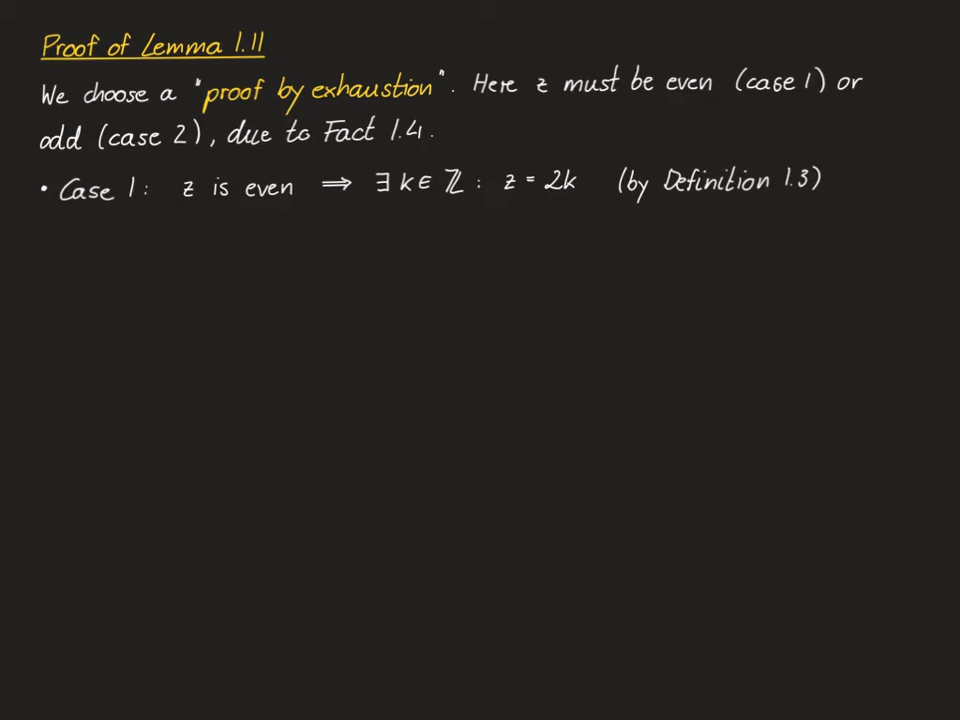 Proof of Lemma 1.11
We choose a "proof by exhaustion". Here z must be even (case 1) or
odd (case 2), due to Fact 1.4.
• Case 1: z is even ⟹ ∃ k ∈ ℤ : z = 2k (by Definition 1.3)